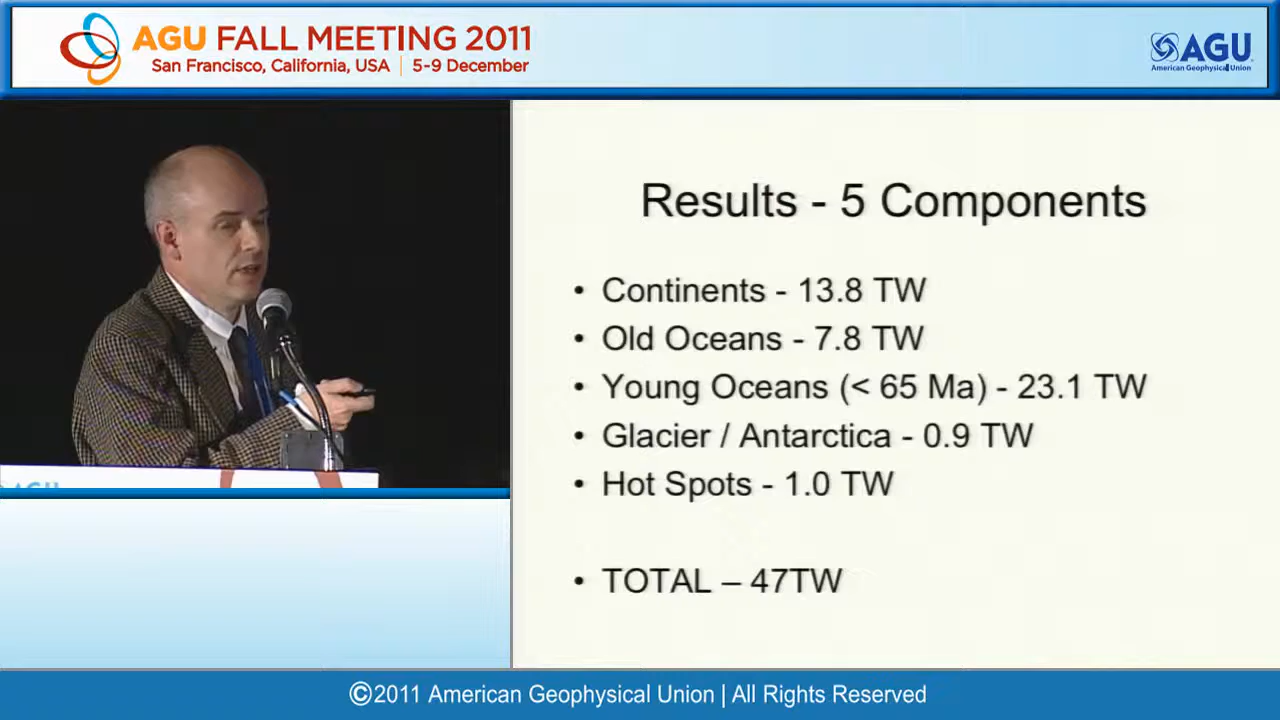 AGU FALL MEETING 2011
San Francisco, California, USA | 5-9 December
AGU
American Geophysical Union
Results - 5 Components
• Continents - 13.8 TW
• Old Oceans - 7.8 TW
• Young Oceans (< 65 Ma) - 23.1 TW
• Glacier / Antarctica - 0.9 TW
• Hot Spots - 1.0 TW
• TOTAL – 47TW
AGU
©2011 American Geophysical Union | All Rights Reserved